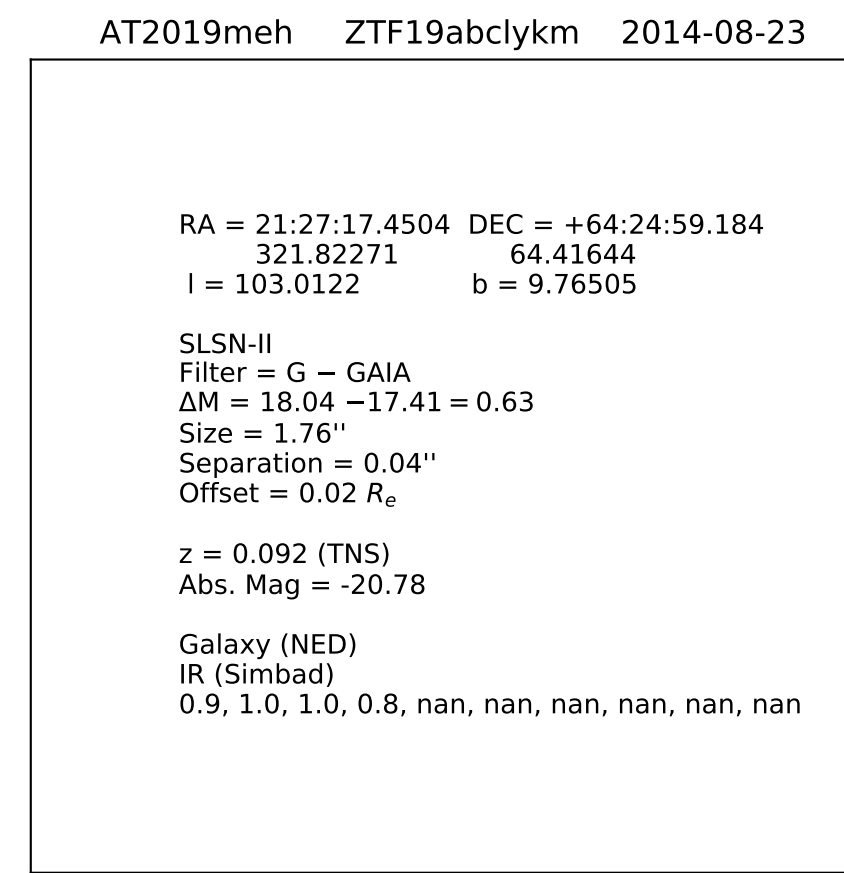 AT2019meh ZTF19abclykm 2014-08-23
RA = 21:27:17.4504 DEC = +64:24:59.184
321.82271 64.41644
l = 103.0122 b = 9.76505
SLSN-II
Filter = G − GAIA
ΔM = 18.04 −17.41 = 0.63
Size = 1.76''
Separation = 0.04''
Offset = 0.02 Rₑ
z = 0.092 (TNS)
Abs. Mag = -20.78
Galaxy (NED)
IR (Simbad)
0.9, 1.0, 1.0, 0.8, nan, nan, nan, nan, nan, nan